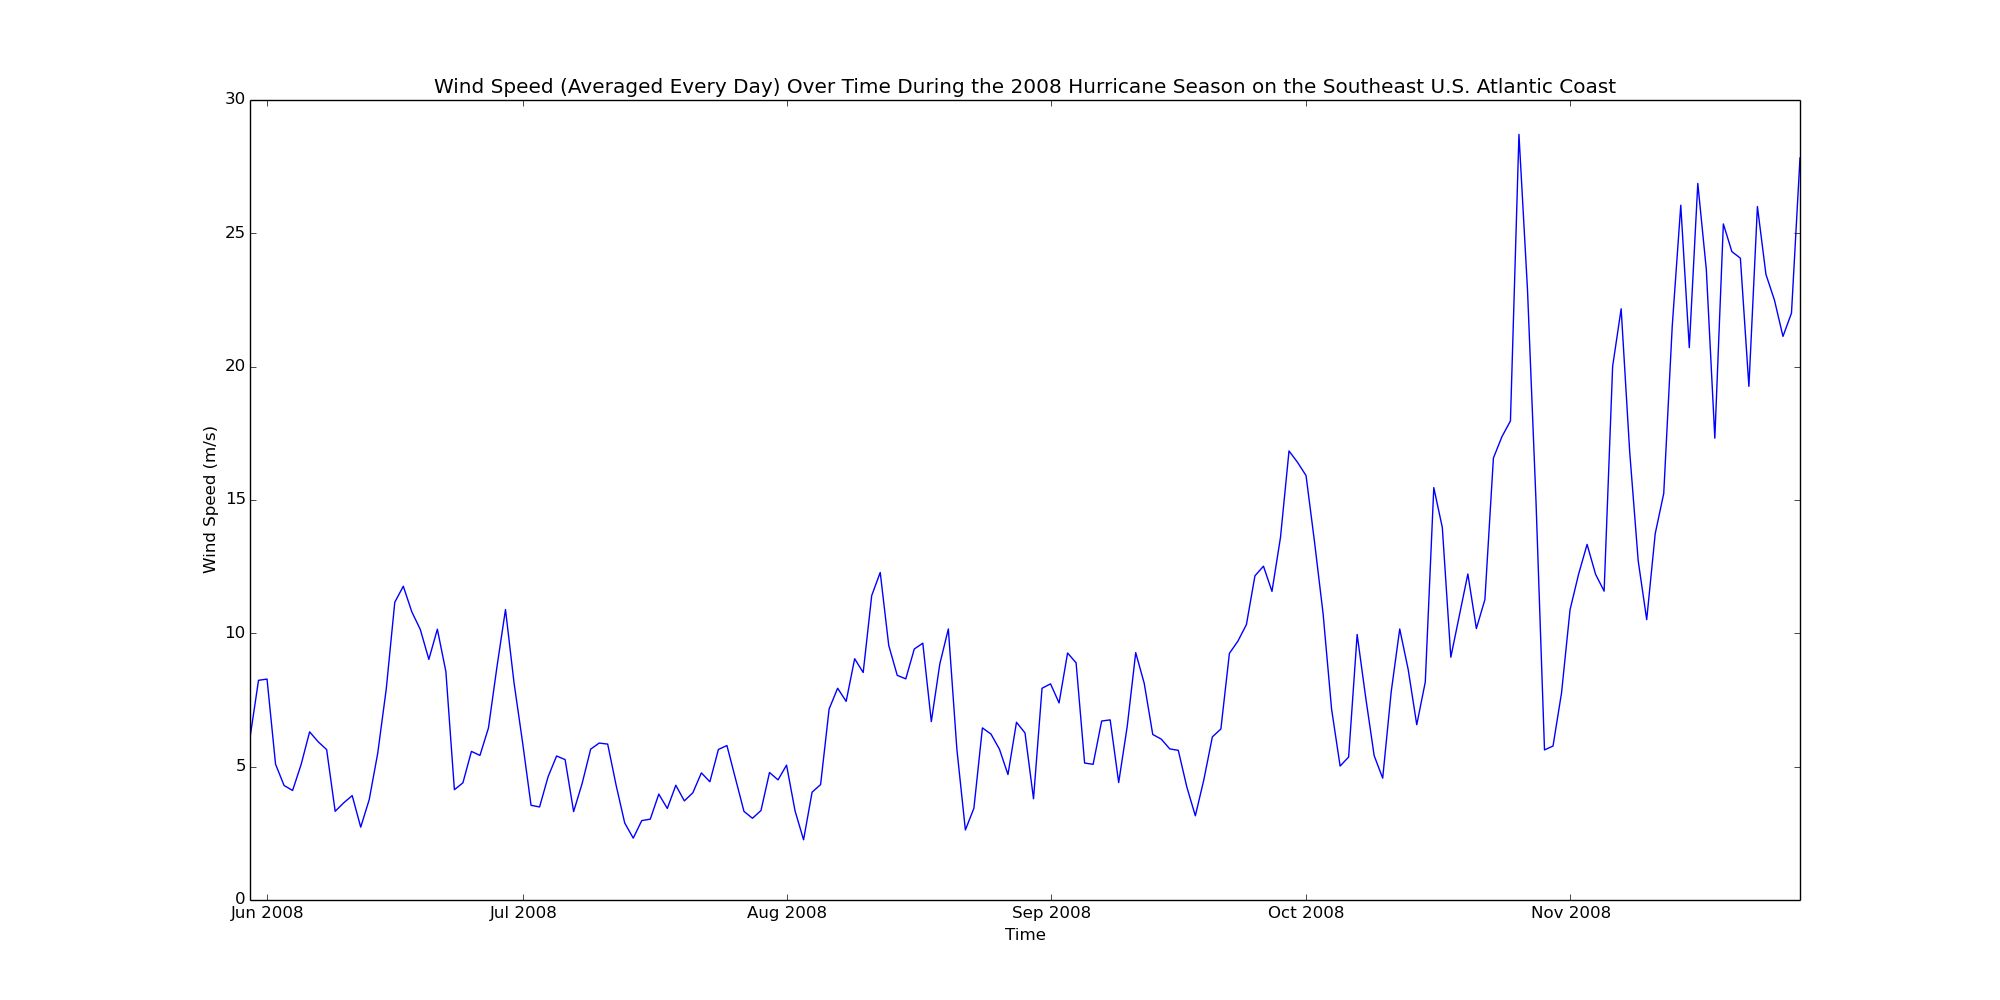 Wind Speed (Averaged Every Day) Over Time During the 2008 Hurricane Season on the Southeast U.S. Atlantic Coast
30
25
20
15
10
5
0
Wind Speed (m/s)
Jun 2008 Jul 2008 Aug 2008 Sep 2008 Oct 2008 Nov 2008
Time